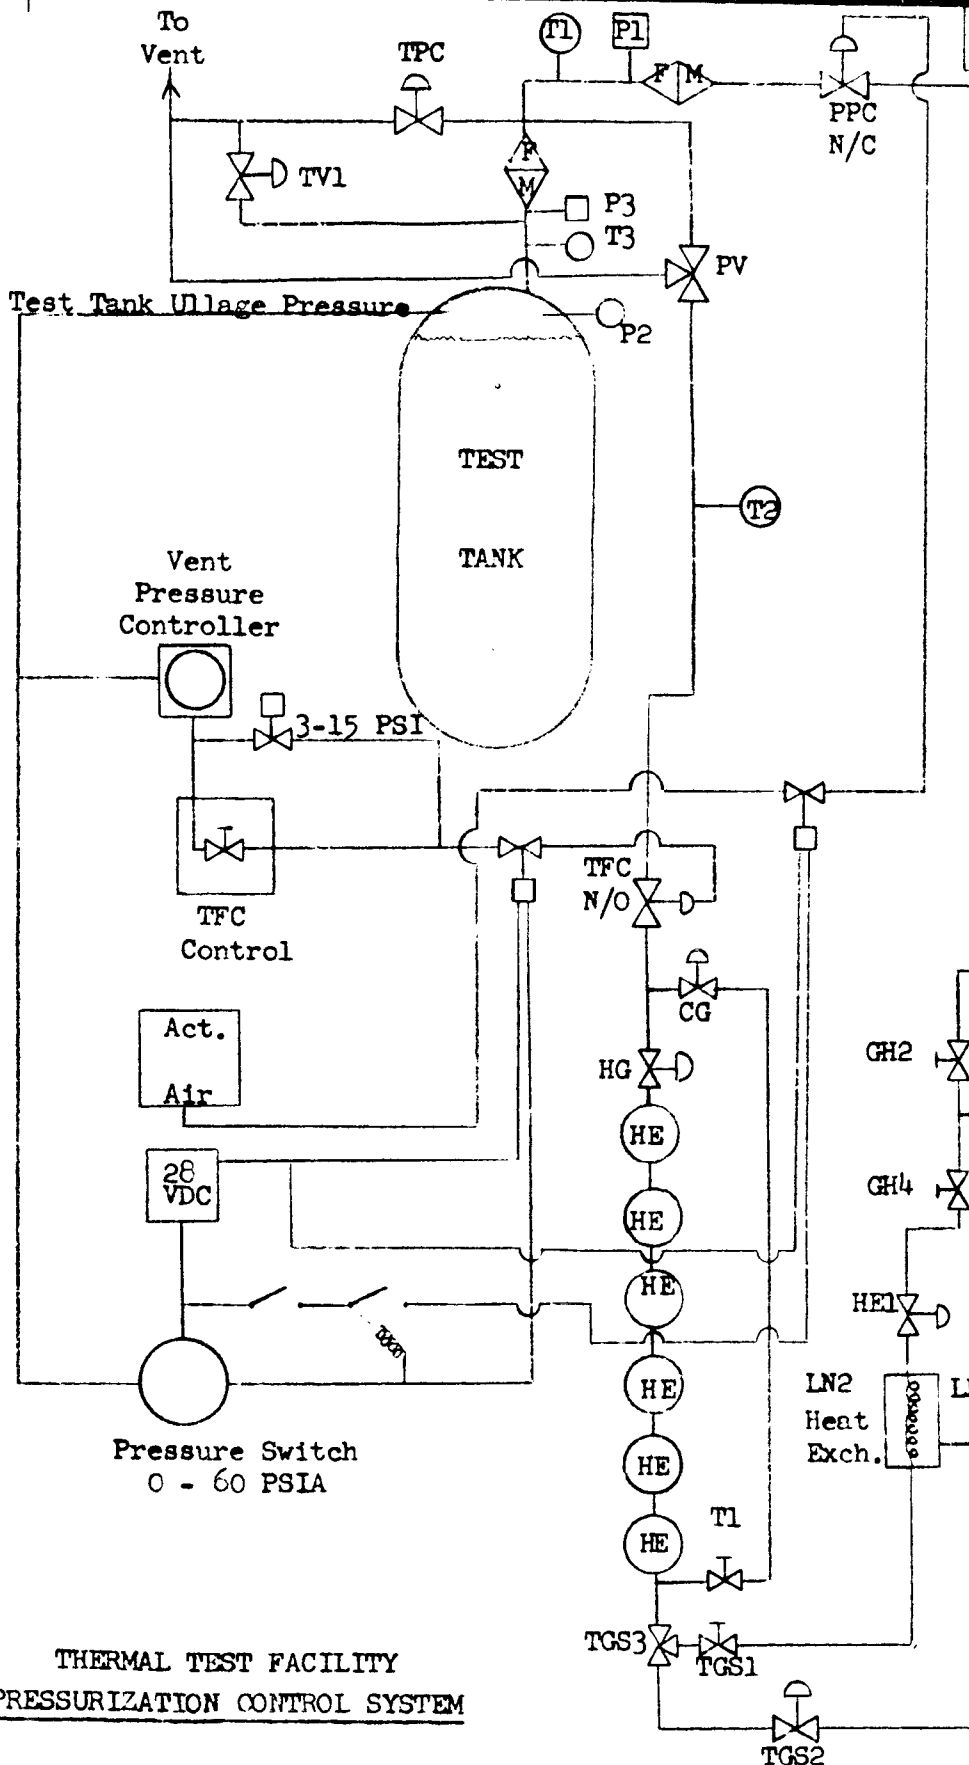 To
Vent
TPC
T1
P1
F M
PPC
N/C
TV1
F
M
P3
T3
PV
Test Tank Ullage Pressure
P2
TEST
TANK
T2
Vent
Pressure
Controller
3-15 PSI
TFC
N/O
TFC
Control
CG
Act.
Air
HG
GH2
HE
28
VDC
GH4
HE
HE
HE1
HE
LN2
Heat
Exch.
Pressure Switch
0 - 60 PSIA
HE
T1
HE
TGS3
TGS1
THERMAL TEST FACILITY
PRESSURIZATION CONTROL SYSTEM
TGS2